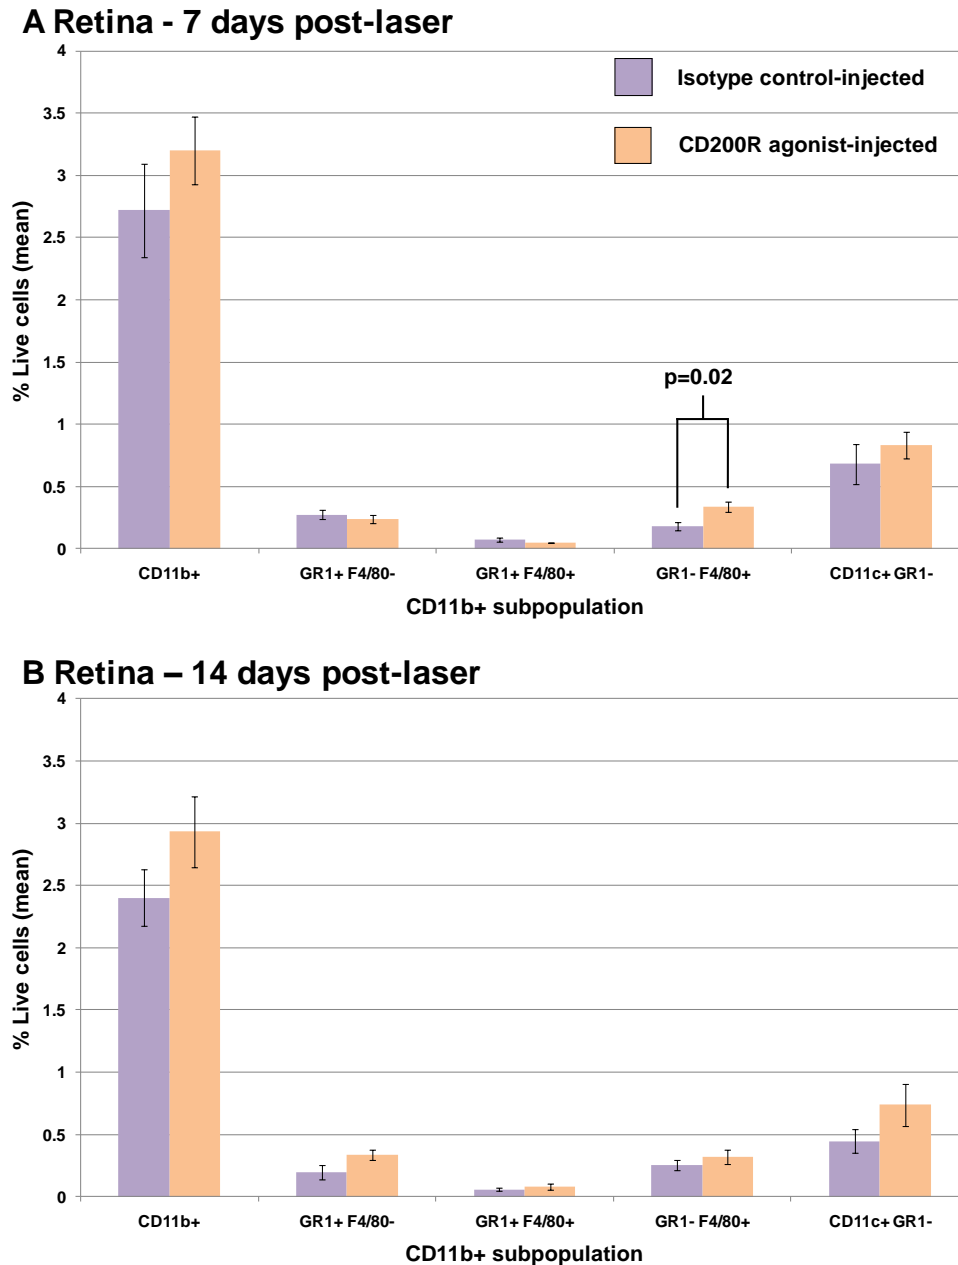 A Retina - 7 days post-laser
4
3.5
3
2.5
2
1.5
1
0.5
0
% Live cells (mean)
Isotype control-injected
CD200R agonist-injected
p=0.02
CD11b+ GR1+ F4/80- GR1+ F4/80+ GR1- F4/80+ CD11c+ GR1-
CD11b+ subpopulation
B Retina – 14 days post-laser
4
3.5
3
2.5
2
1.5
1
0.5
0
% Live cells (mean)
CD11b+ GR1+ F4/80- GR1+ F4/80+ GR1- F4/80+ CD11c+ GR1-
CD11b+ subpopulation